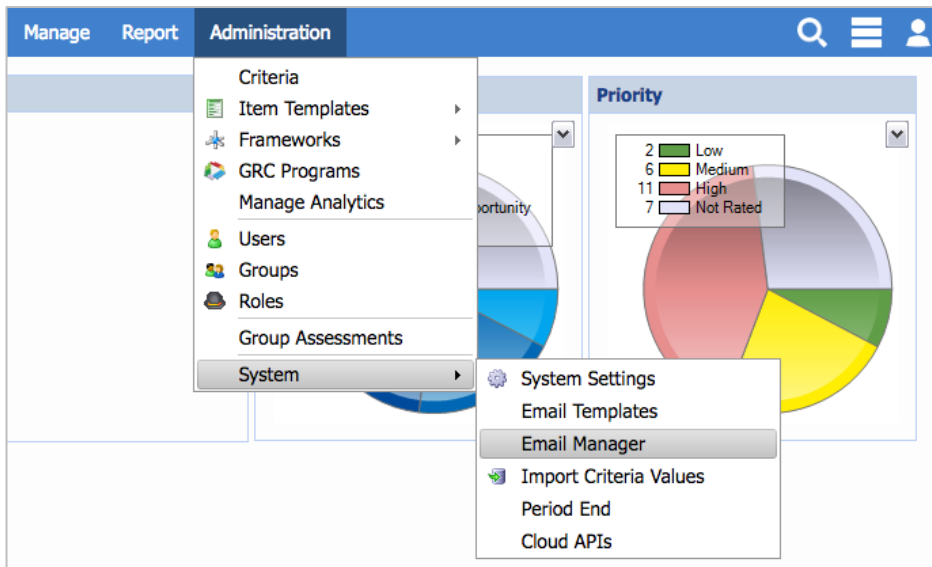 Manage Report Administration
Criteria
Item Templates
Frameworks
GRC Programs
Manage Analytics
Users
Groups
Roles
Group Assessments
System
System Settings
Email Templates
Email Manager
Import Criteria Values
Period End
Cloud APIs
portunity
Priority
2 Low
6 Medium
11 High
7 Not Rated